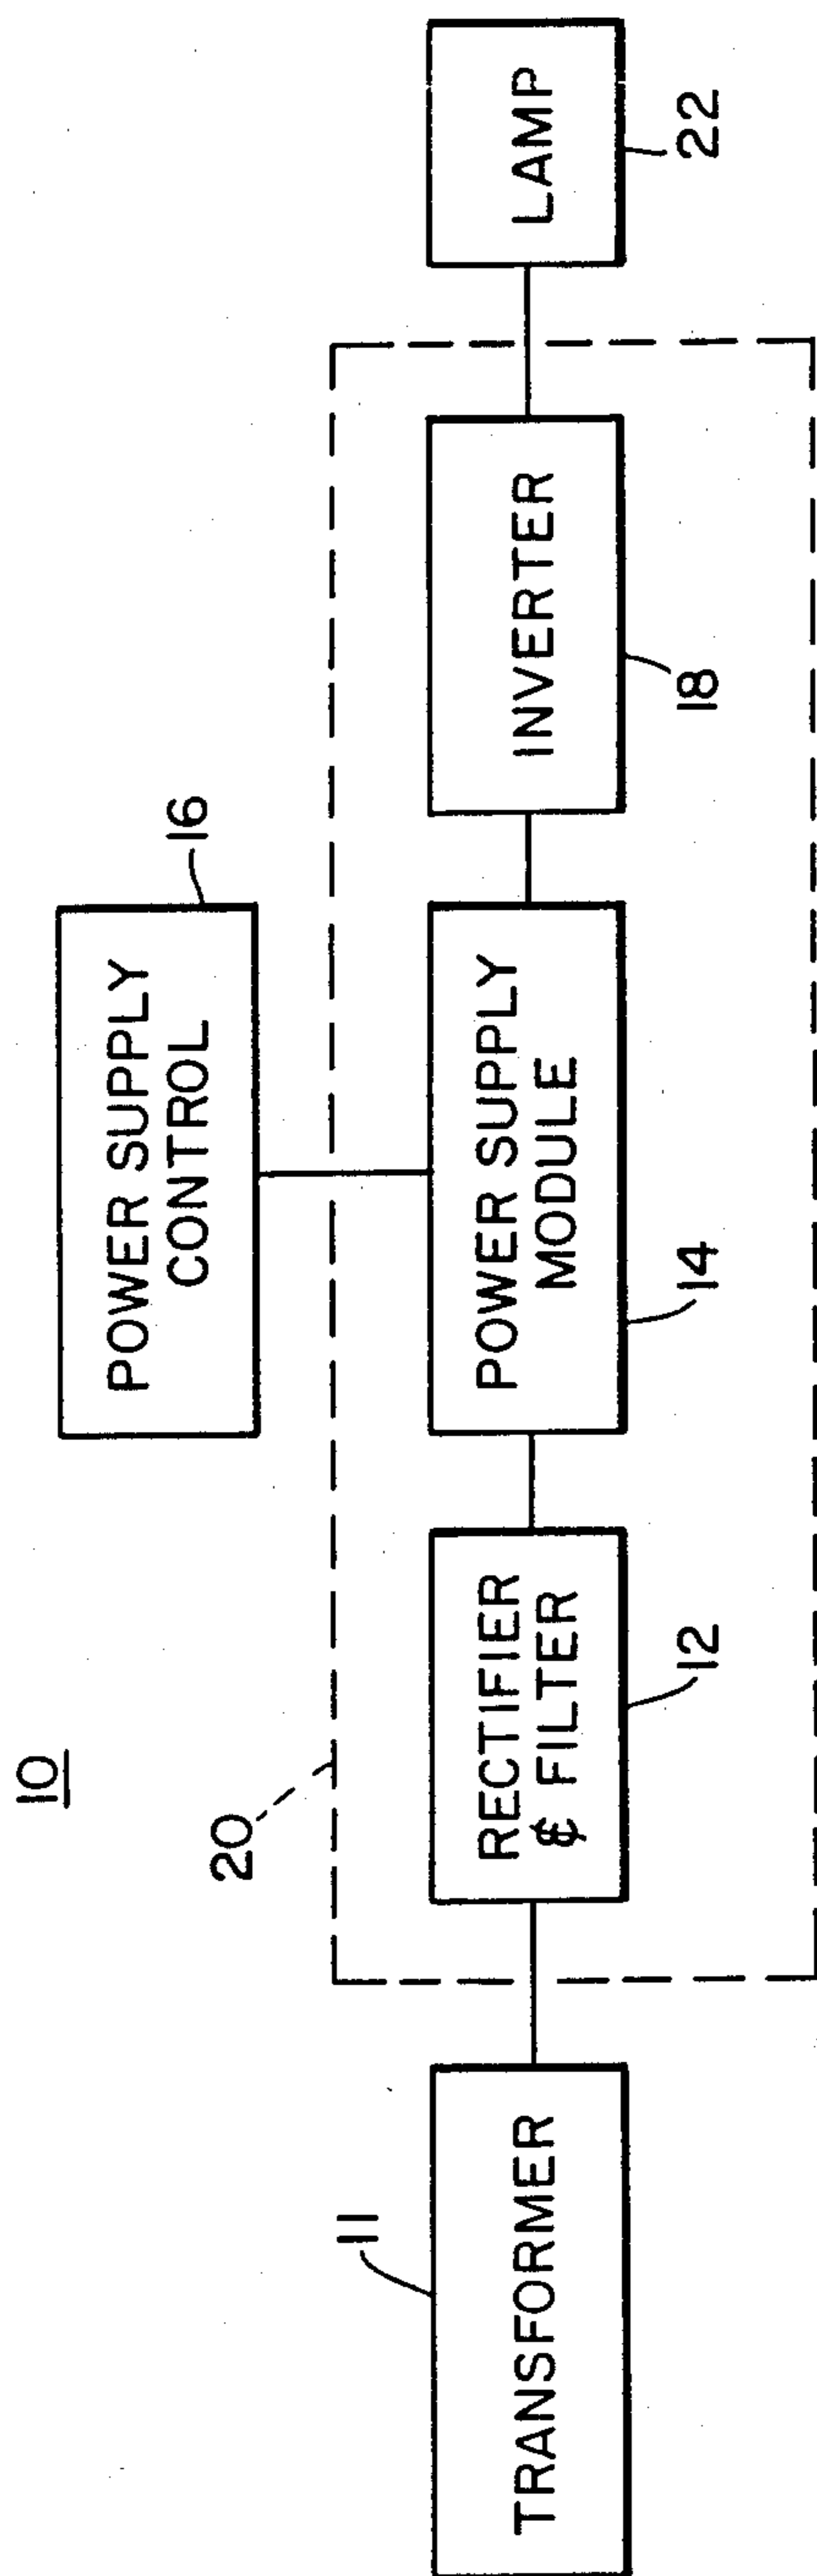 10
POWER SUPPLY
CONTROL
16
20
11
TRANSFORMER
RECTIFIER
& FILTER
12
POWER SUPPLY
MODULE
14
INVERTER
18
LAMP
22